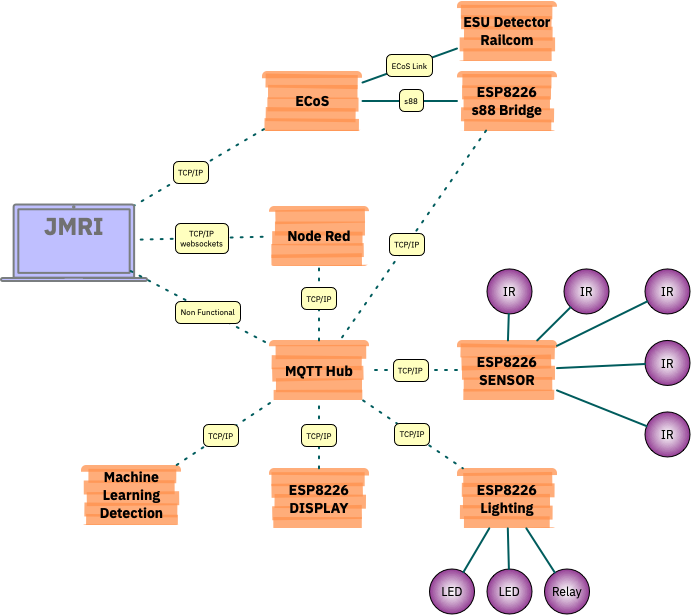 ESU Detector
Railcom
ECoS Link
ECoS
s88
ESP8226
s88 Bridge
TCP/IP
JMRI
TCP/IP
websockets
Node Red
TCP/IP
TCP/IP
Non Functional
IR
IR
IR
MQTT Hub
TCP/IP
ESP8226
SENSOR
IR
IR
TCP/IP
TCP/IP
TCP/IP
Machine
Learning
Detection
ESP8226
DISPLAY
ESP8226
Lighting
LED
LED
Relay